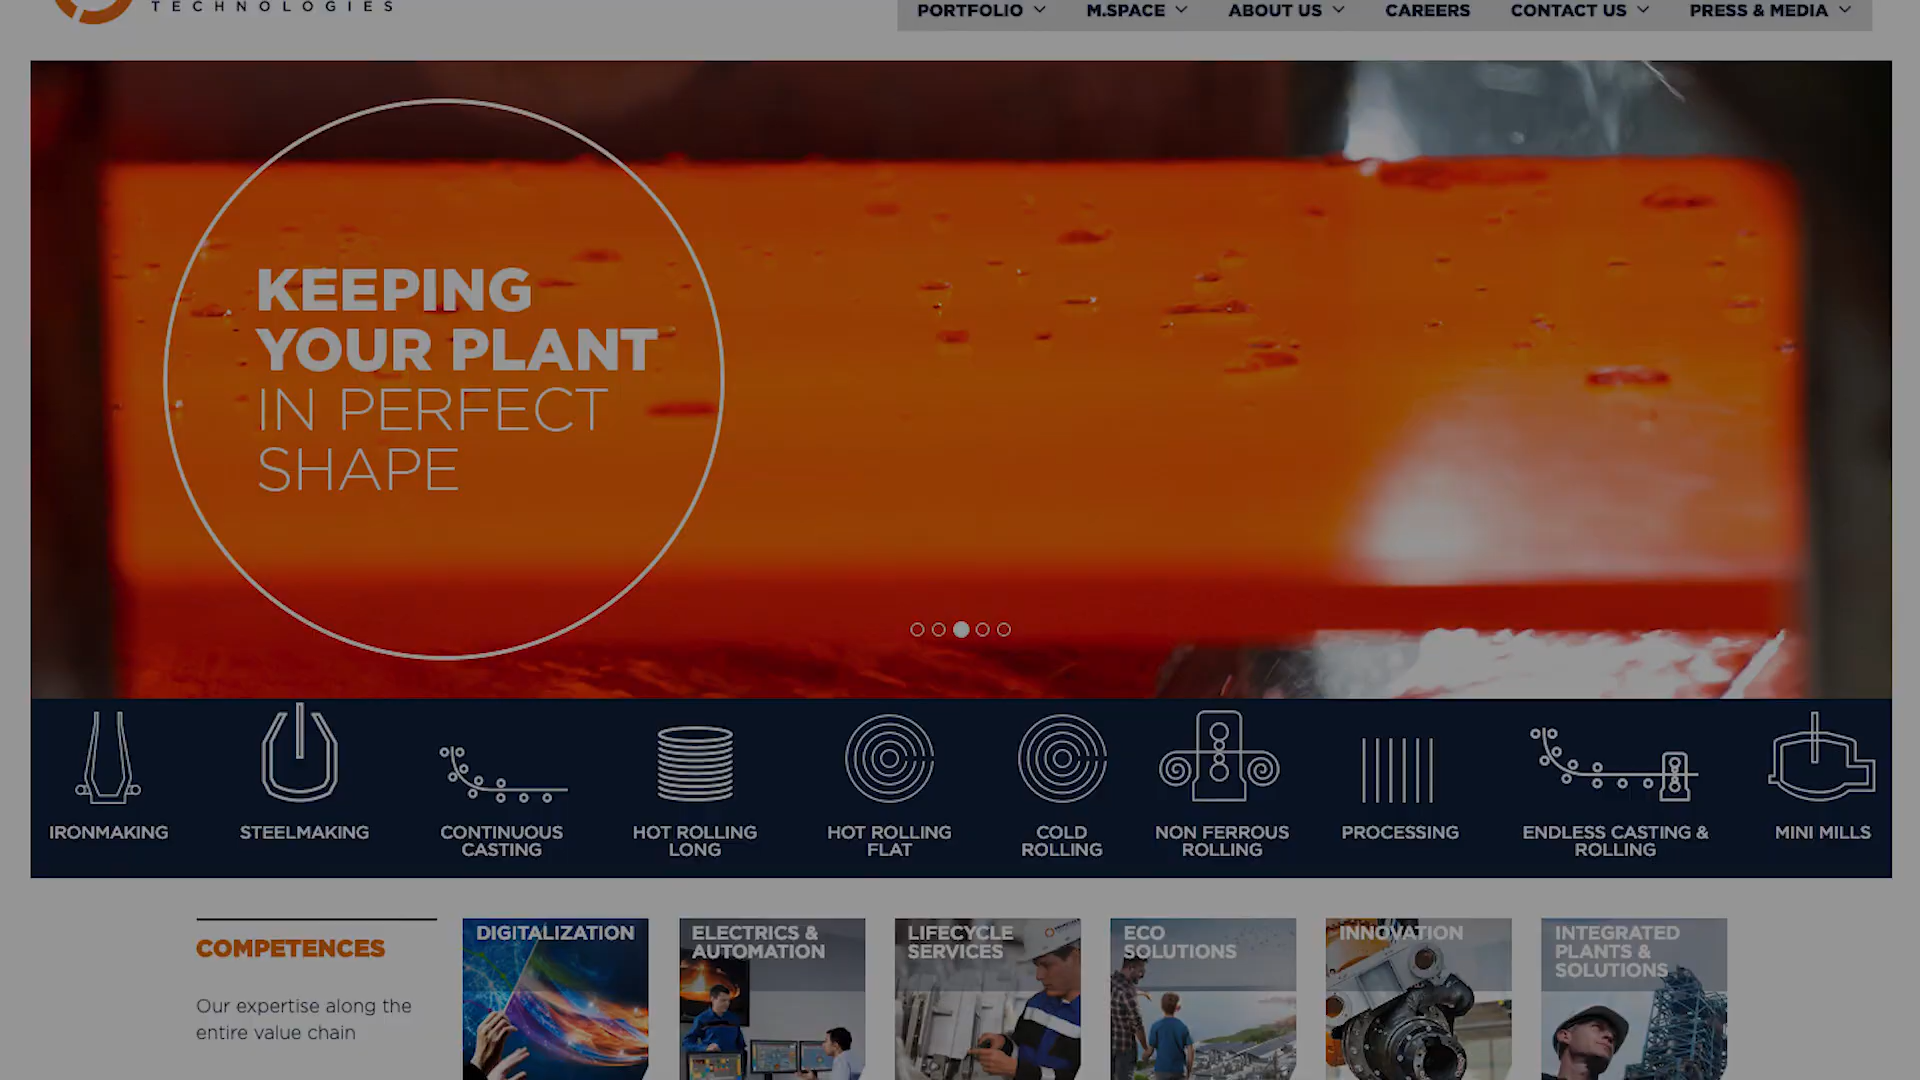 TECHNOLOGIES
PORTFOLIO
M.SPACE
ABOUT US
CAREERS
CONTACT US
PRESS & MEDIA
KEEPING
YOUR PLANT
IN PERFECT
SHAPE
IRONMAKING
STEELMAKING
CONTINUOUS
CASTING
HOT ROLLING
LONG
HOT ROLLING
FLAT
COLD
ROLLING
NON FERROUS
ROLLING
PROCESSING
ENDLESS CASTING &
ROLLING
MINI MILLS
COMPETENCES
Our expertise along the
entire value chain
DIGITALIZATION
ELECTRICS &
AUTOMATION
LIFECYCLE
SERVICES
ECO
SOLUTIONS
INNOVATION
INTEGRATED
PLANTS &
SOLUTIONS